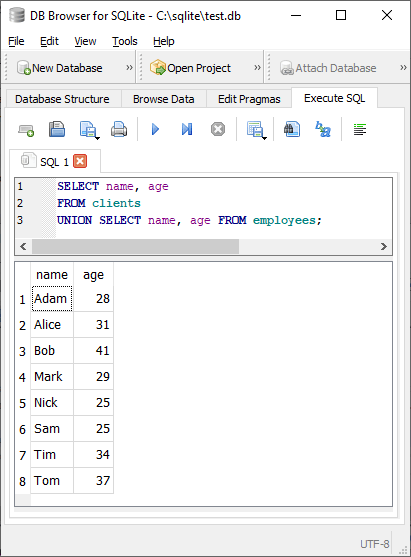 DB Browser for SQLite - C:\sqlite\test.db
File Edit View Tools Help
New Database » Open Project » Attach Database »
Database Structure Browse Data Edit Pragmas Execute SQL
SQL 1
1 SELECT name, age
2 FROM clients
3 UNION SELECT name, age FROM employees;
name age
1 Adam 28
2 Alice 31
3 Bob 41
4 Mark 29
5 Nick 25
6 Sam 25
7 Tim 34
8 Tom 37
UTF-8